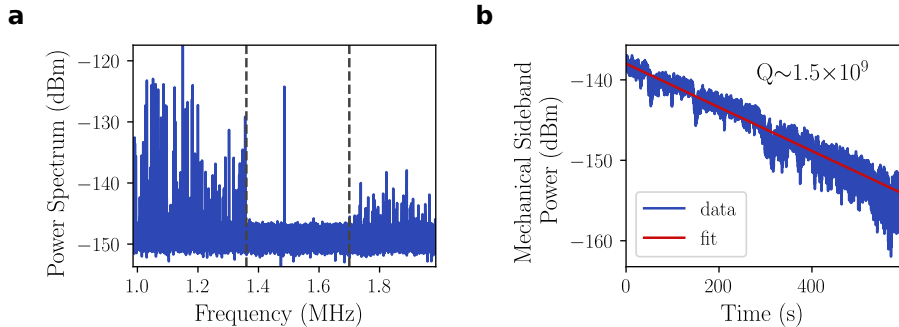 a
Power Spectrum (dBm)
−120
−130
−140
−150
1.0
1.2
1.4
1.6
1.8
Frequency (MHz)
b
Mechanical Sideband
Power (dBm)
−140
−150
−160
Q~1.5×10⁹
data
fit
0
200
400
Time (s)